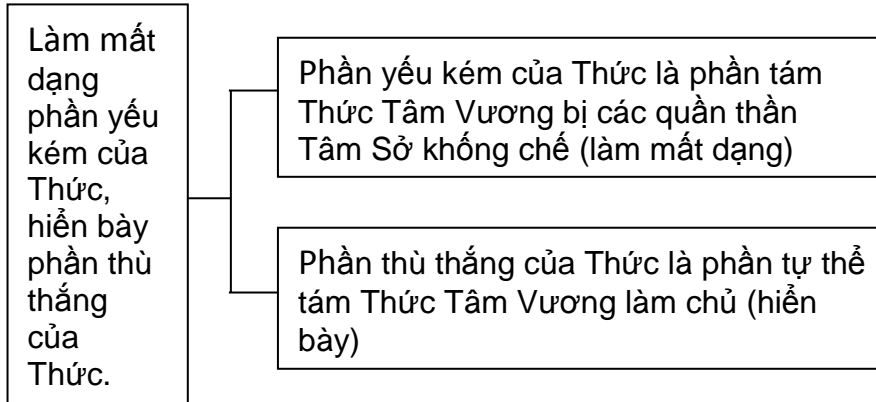 Làm mất
dạng
phần yếu
kém của
Thức,
hiển bày
phần thù
thắng
của
Thức.
Phần yếu kém của Thức là phần tám
Thức Tâm Vương bị các quần thần
Tâm Sở khống chế (làm mất dạng)
Phần thù thắng của Thức là phần tự thể
tám Thức Tâm Vương làm chủ (hiển
bày)